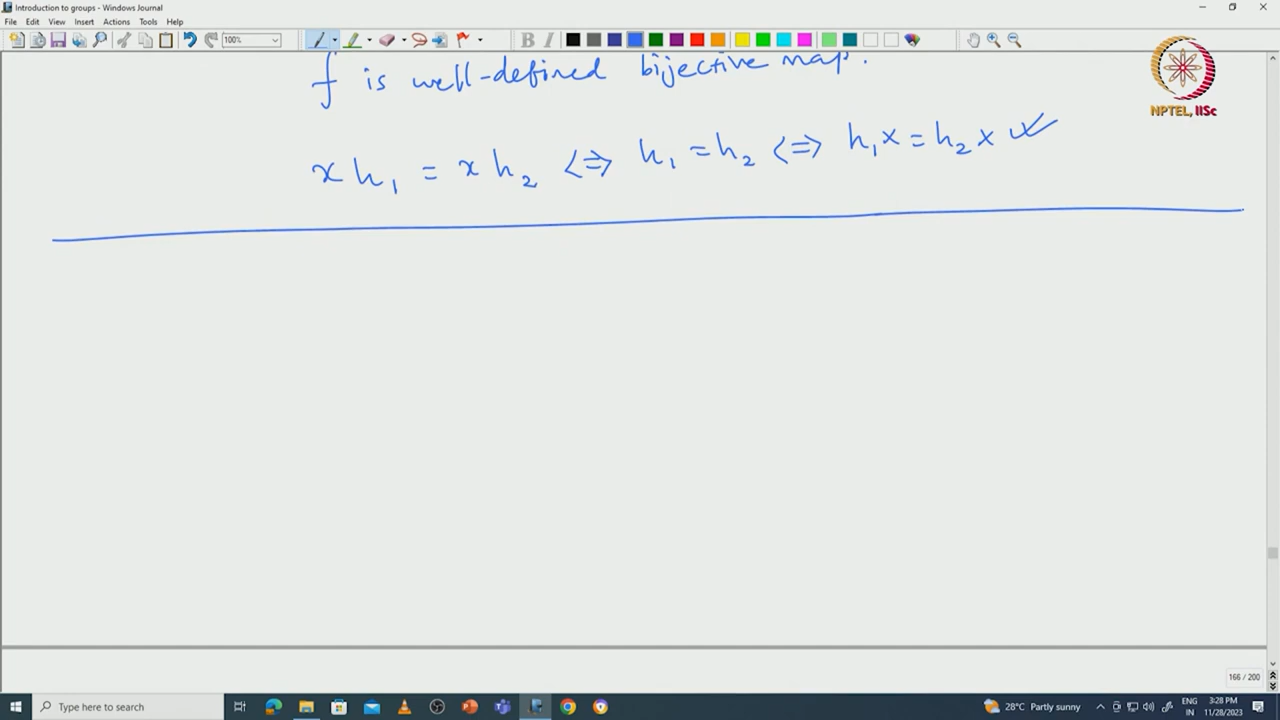 Introduction to groups - Windows Journal
File Edit View Insert Actions Tools Help
100%
f is well-defined bijective map.
x h₁ = x h₂ ⟺ h₁ = h₂ ⟺ h₁x = h₂x
NPTEL, IISc
166 / 200
Type here to search
28°C Partly sunny
ENG
IN
3:28 PM
11/28/2023